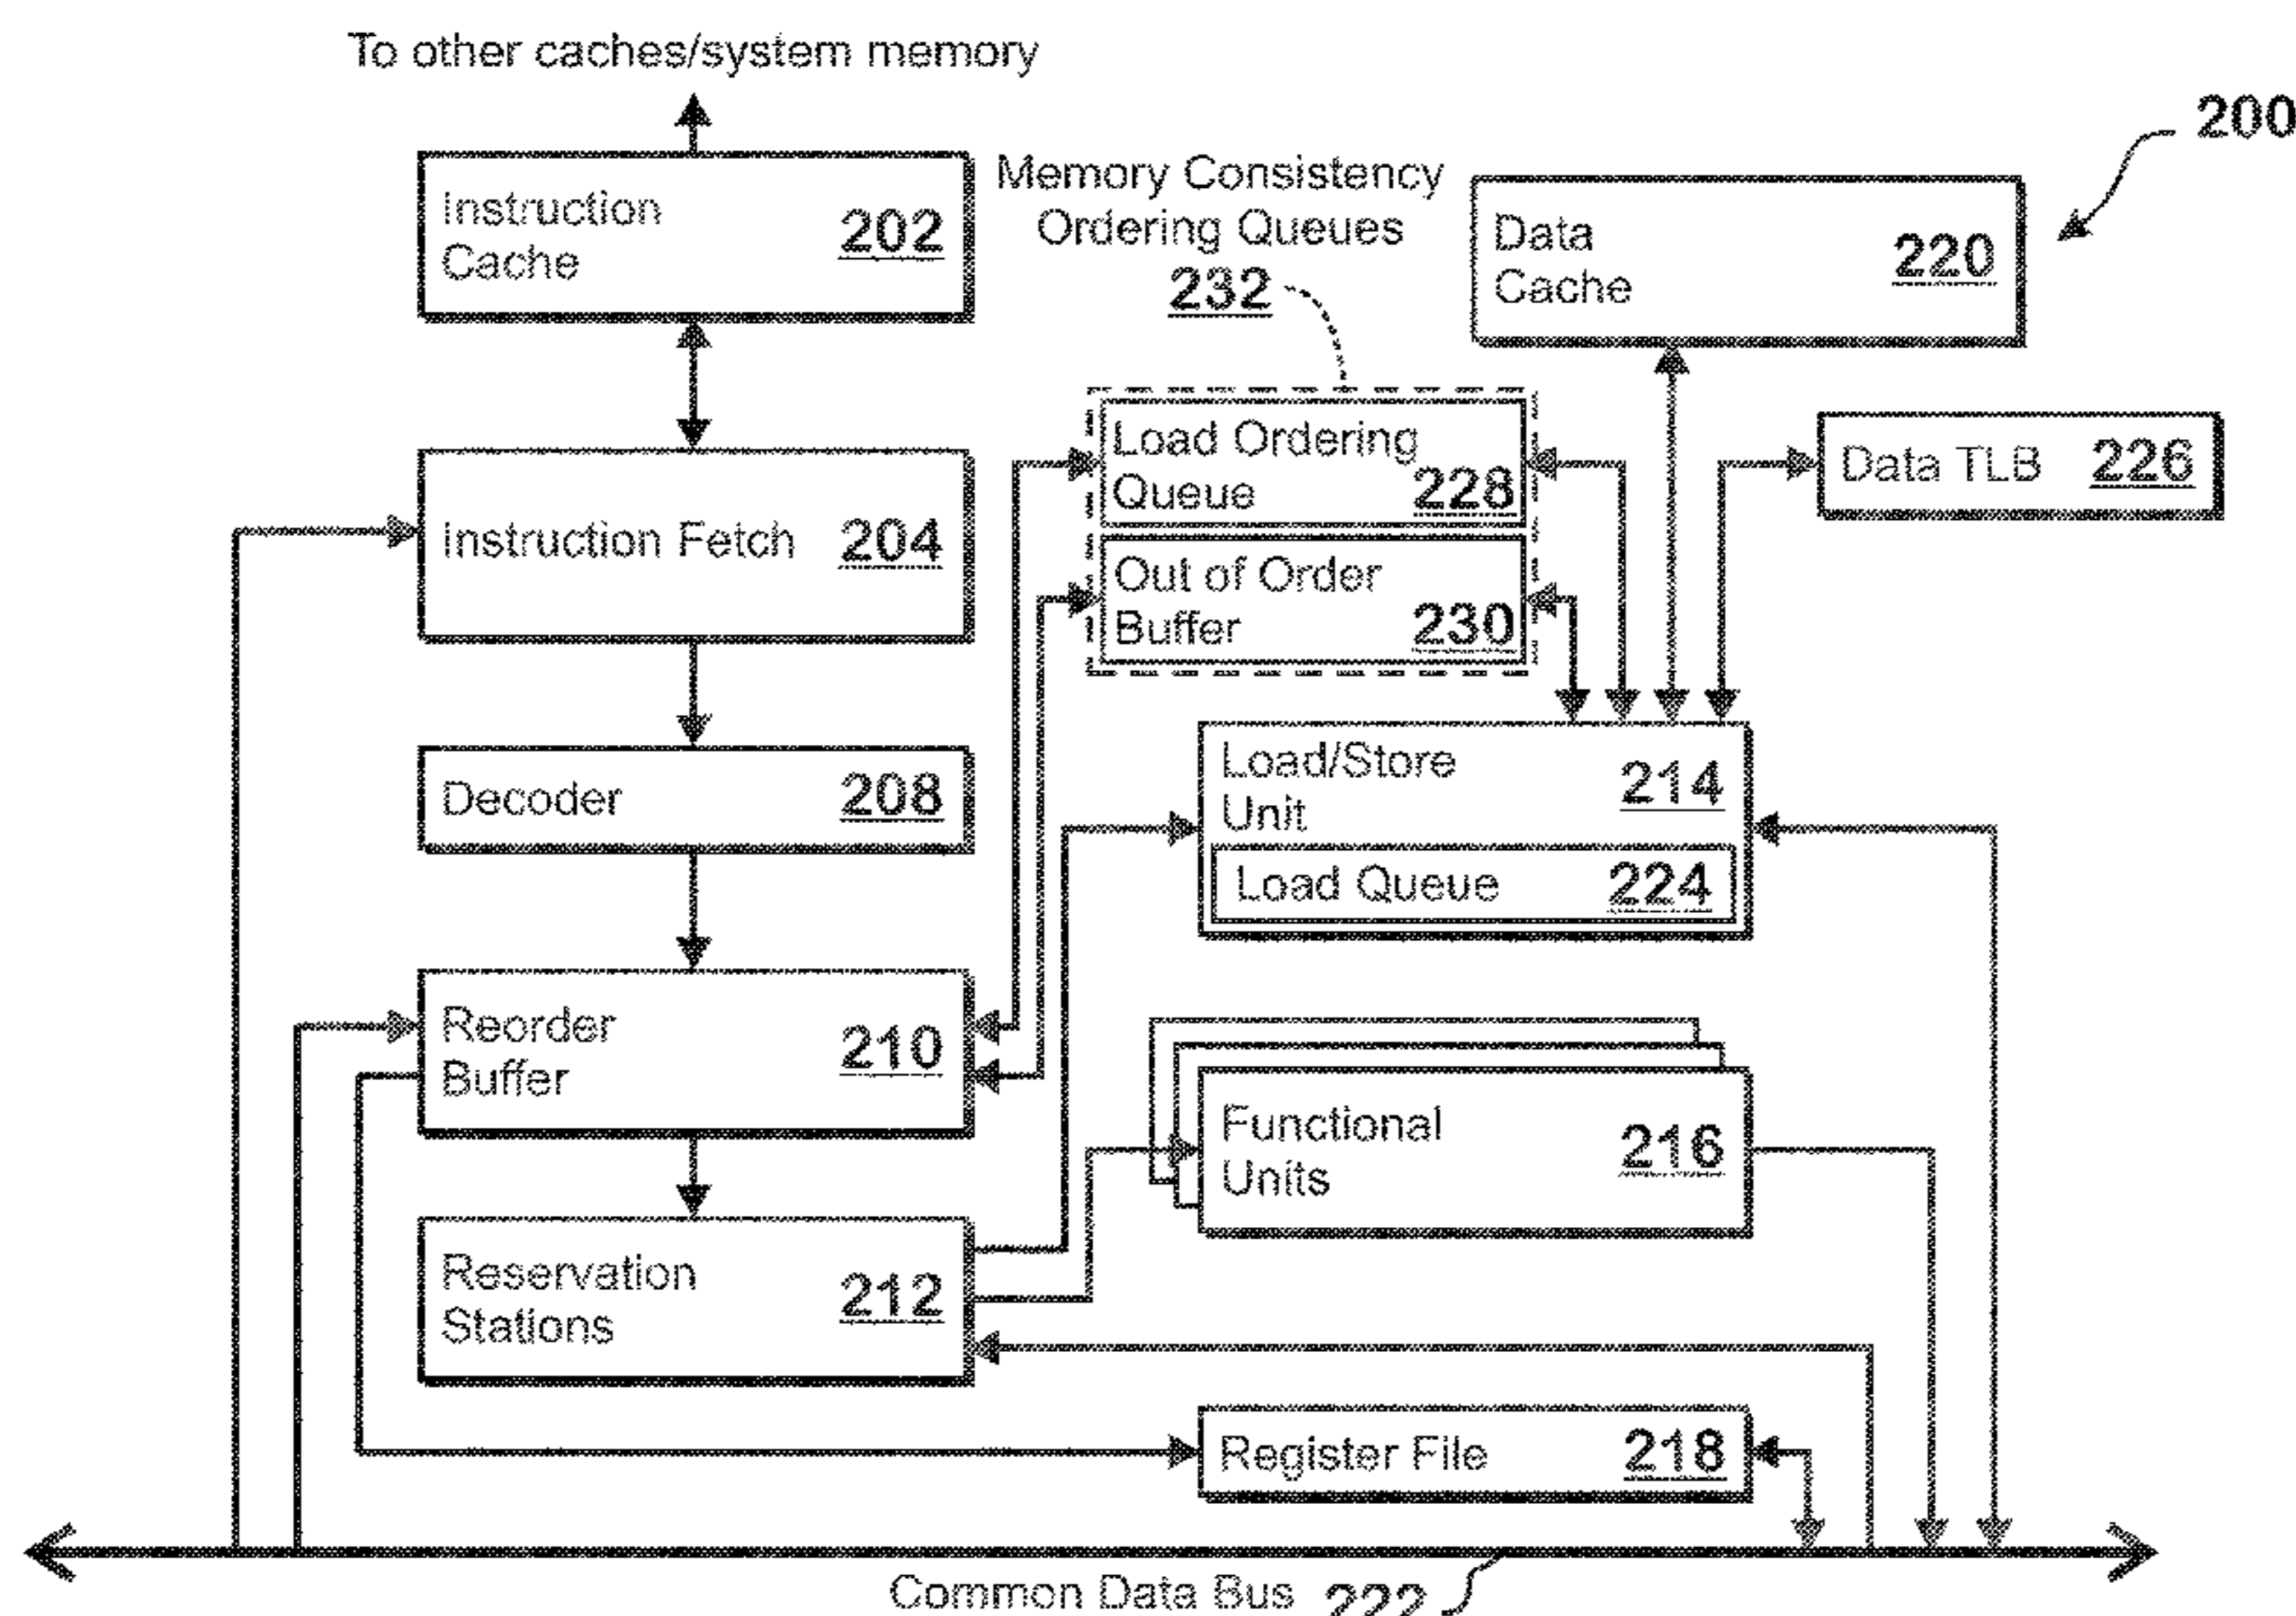 To other caches/system memory
200
Instruction
Cache
202
Memory Consistency
Ordering Queues
232
Data
Cache
220
Instruction Fetch 204
Load Ordering
Queue
228
Data TLB 226
Out of Order
Buffer
230
Decoder 208
Load/Store
Unit
214
Load Queue 224
Reorder
Buffer
210
Functional
Units
216
Reservation
Stations
212
Register File 218
Common Data Bus 222